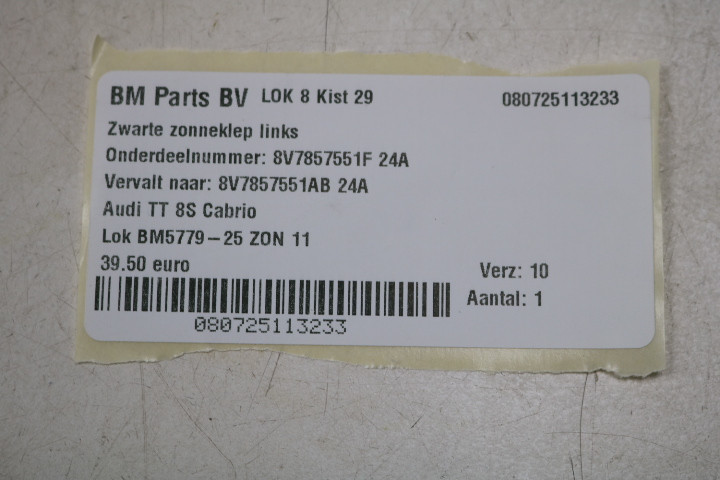 BM Parts BV LOK 8 Kist 29 080725113233
Zwarte zonneklep links
Onderdeelnummer: 8V7857551F 24A
Vervalt naar: 8V7857551AB 24A
Audi TT 8S Cabrio
Lok BM5779-25 ZON 11
39.50 euro Verz: 10
Aantal: 1
080725113233